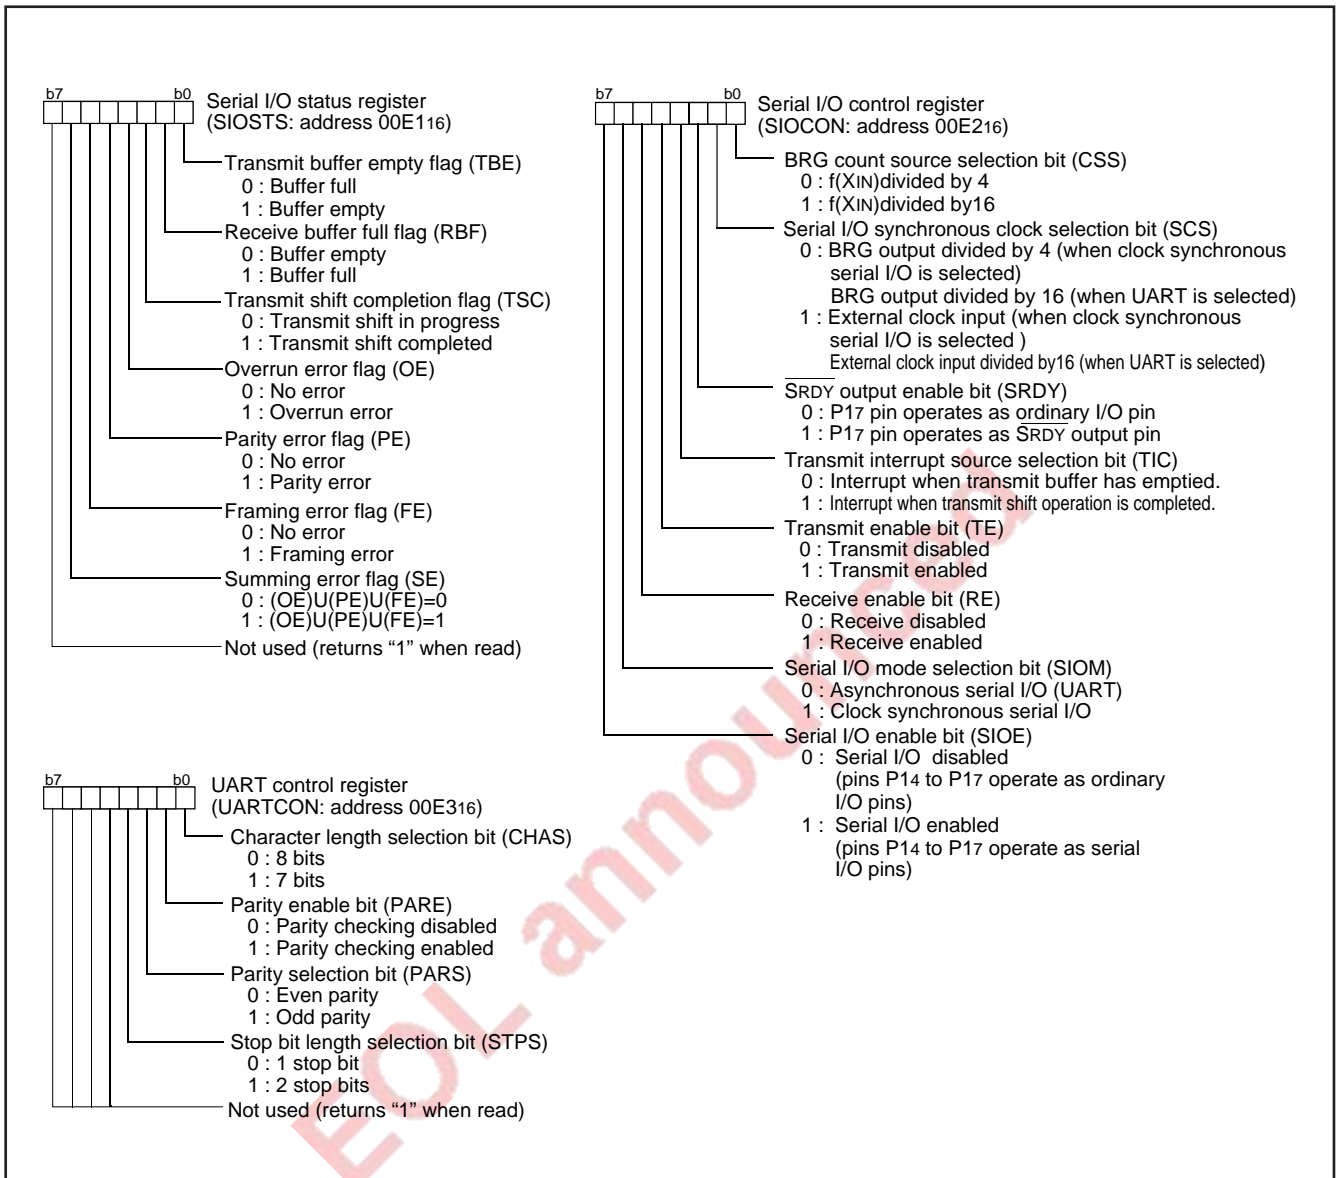 b7 b0 Serial I/O status register
(SIOSTS: address 00E116)
Transmit buffer empty flag (TBE)
0 : Buffer full
1 : Buffer empty
Receive buffer full flag (RBF)
0 : Buffer empty
1 : Buffer full
Transmit shift completion flag (TSC)
0 : Transmit shift in progress
1 : Transmit shift completed
Overrun error flag (OE)
0 : No error
1 : Overrun error
Parity error flag (PE)
0 : No error
1 : Parity error
Framing error flag (FE)
0 : No error
1 : Framing error
Summing error flag (SE)
0 : (OE)U(PE)U(FE)=0
1 : (OE)U(PE)U(FE)=1
Not used (returns “1” when read)
b7 b0 UART control register
(UARTCON: address 00E316)
Character length selection bit (CHAS)
0 : 8 bits
1 : 7 bits
Parity enable bit (PARE)
0 : Parity checking disabled
1 : Parity checking enabled
Parity selection bit (PARS)
0 : Even parity
1 : Odd parity
Stop bit length selection bit (STPS)
0 : 1 stop bit
1 : 2 stop bits
Not used (returns “1” when read)
b7 b0 Serial I/O control register
(SIOCON: address 00E216)
BRG count source selection bit (CSS)
0 : f(XIN)divided by 4
1 : f(XIN)divided by16
Serial I/O synchronous clock selection bit (SCS)
0 : BRG output divided by 4 (when clock synchronous
serial I/O is selected)
BRG output divided by 16 (when UART is selected)
1 : External clock input (when clock synchronous
serial I/O is selected )
External clock input divided by16 (when UART is selected)
SRDY output enable bit (SRDY)
0 : P17 pin operates as ordinary I/O pin
1 : P17 pin operates as SRDY output pin
Transmit interrupt source selection bit (TIC)
0 : Interrupt when transmit buffer has emptied.
1 : Interrupt when transmit shift operation is completed.
Transmit enable bit (TE)
0 : Transmit disabled
1 : Transmit enabled
Receive enable bit (RE)
0 : Receive disabled
1 : Receive enabled
Serial I/O mode selection bit (SIOM)
0 : Asynchronous serial I/O (UART)
1 : Clock synchronous serial I/O
Serial I/O enable bit (SIOE)
0 : Serial I/O disabled
(pins P14 to P17 operate as ordinary
I/O pins)
1 : Serial I/O enabled
(pins P14 to P17 operate as serial
I/O pins)
EOL announced